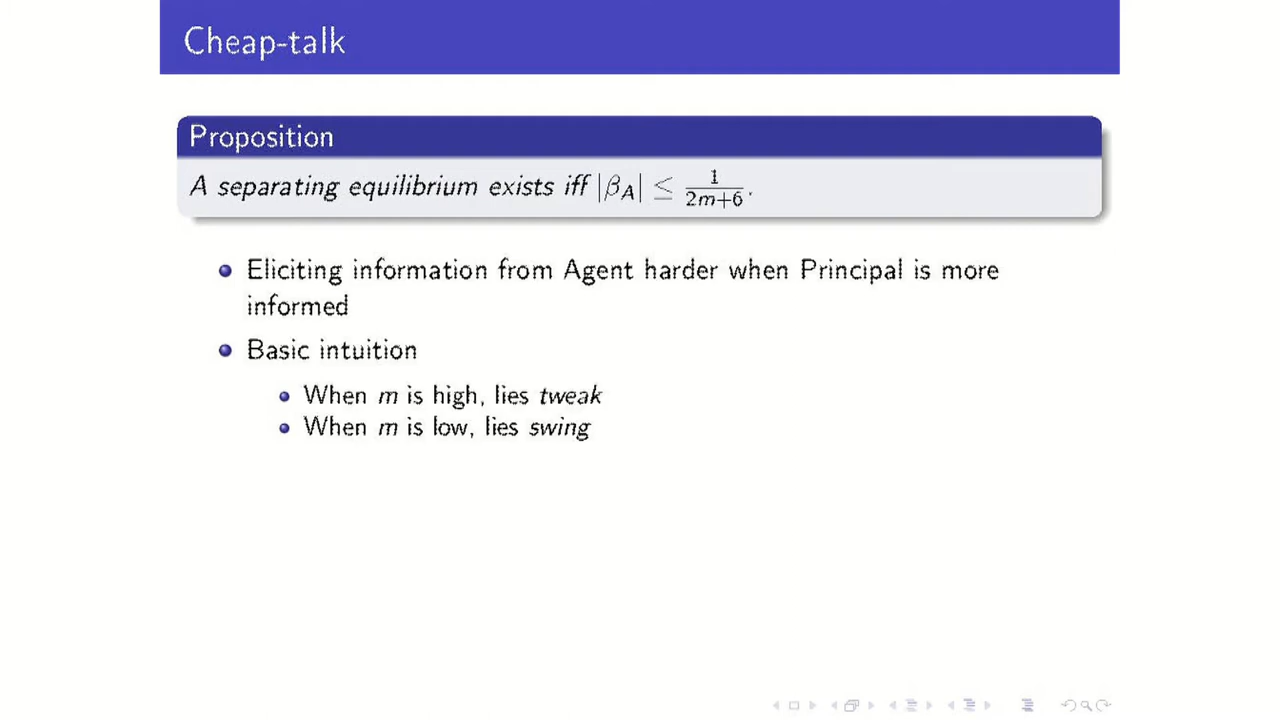 Cheap-talk
Proposition
A separating equilibrium exists iff |β_A| ≤ 1/(2m+6).
Eliciting information from Agent harder when Principal is more
informed
Basic intuition
When m is high, lies tweak
When m is low, lies swing